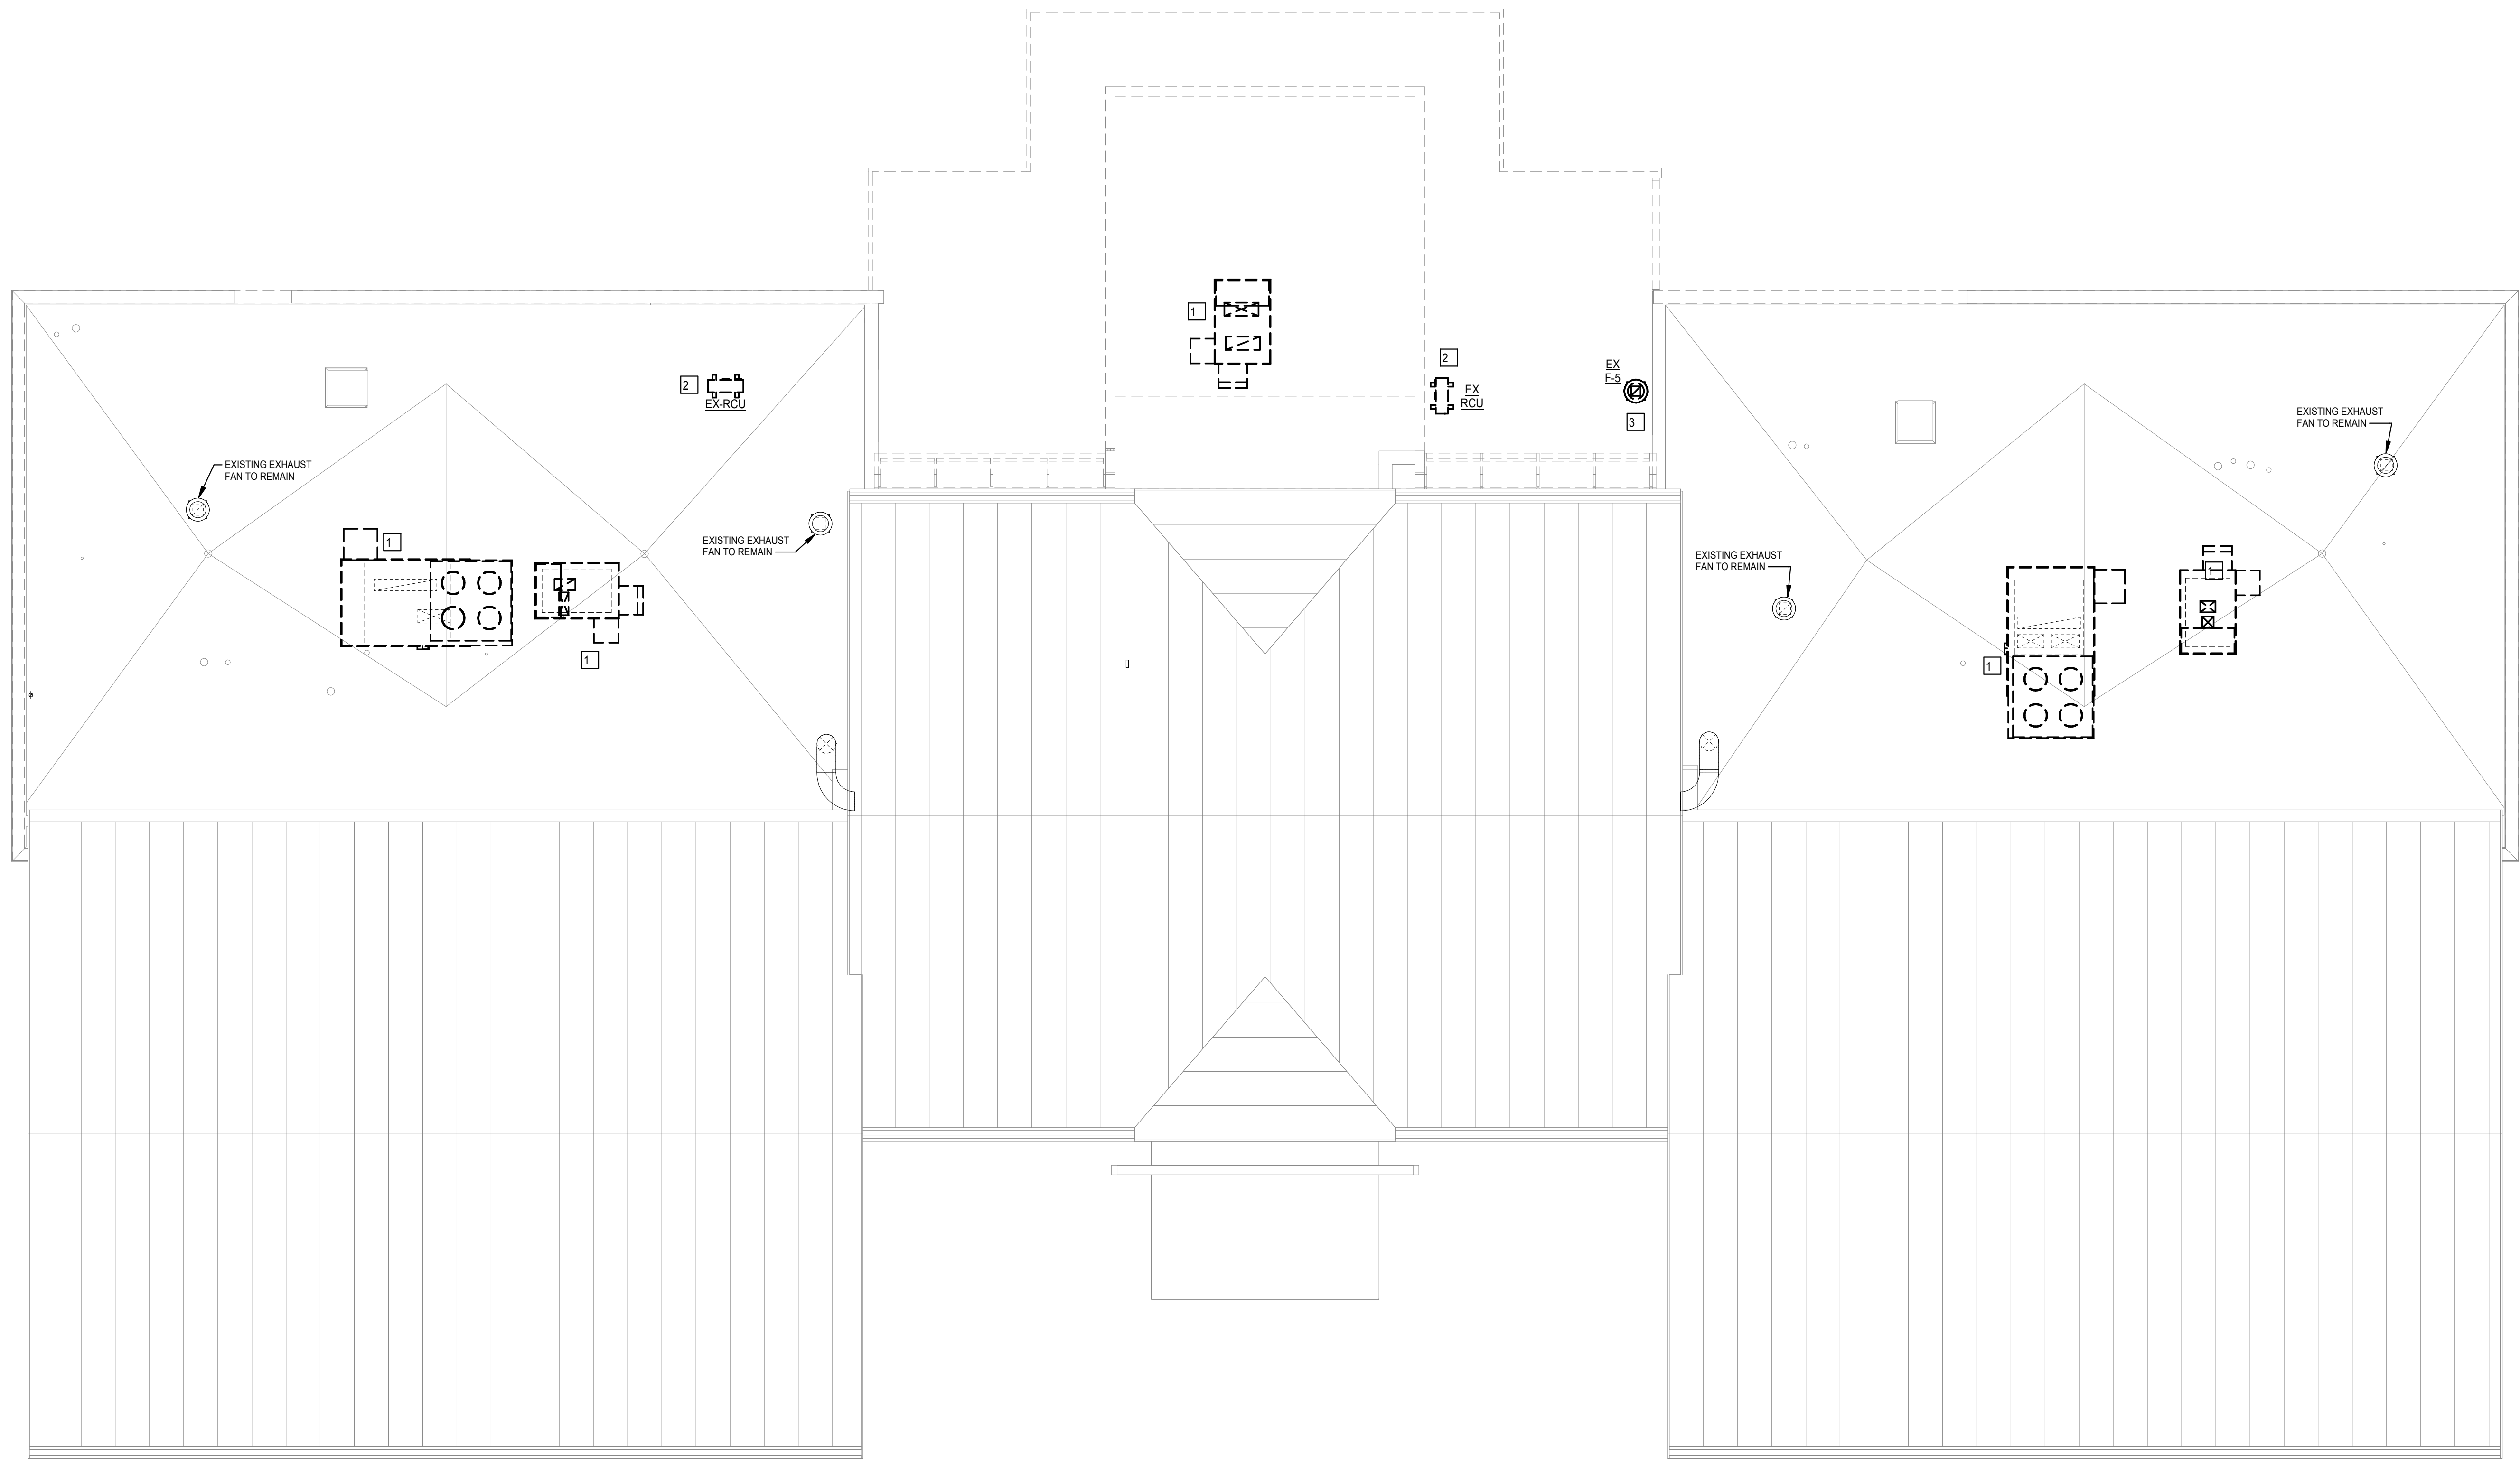 1
2
EX-RCU
2
EX
RCU
EX
F-5
3
EXISTING EXHAUST
FAN TO REMAIN
EXISTING EXHAUST
FAN TO REMAIN
1
EXISTING EXHAUST
FAN TO REMAIN
1
EXISTING EXHAUST
FAN TO REMAIN
1
1